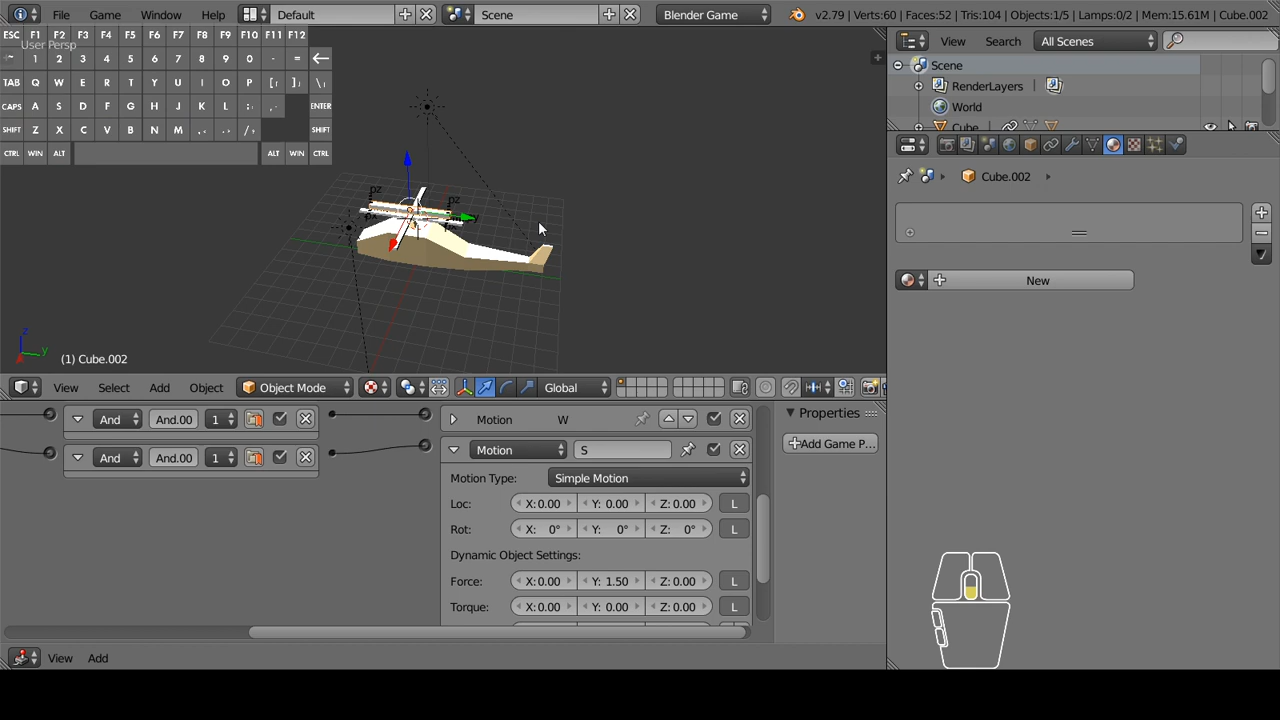 File Game Window Help Default Scene Blender Game v2.79 | Verts:60 | Faces:52 | Tris:104 | Objects:1/5 | Lamps:0/2 | Mem:15.61M | Cube.002
ESC F1 F2 F3 F4 F5 F6 F7 F8 F9 F10 F11 F12
User Persp
~ 1 2 3 4 5 6 7 8 9 0 - =
TAB Q W E R T Y U I O P [ \
CAPS A S D F G H J K L ; ENTER
SHIFT Z X C V B N M , . / SHIFT
CTRL WIN ALT ALT WIN CTRL
View Search All Scenes
Scene
RenderLayers
World
Cube
Cube.002
New
pz
pz
px
y
z
y
(1) Cube.002
View Select Add Object Object Mode Global
And And.00 1
And And.00 1
Motion W
Motion S
Motion Type: Simple Motion
Loc: X: 0.00 Y: 0.00 Z: 0.00 L
Rot: X: 0° Y: 0° Z: 0° L
Dynamic Object Settings:
Force: X: 0.00 Y: 1.50 Z: 0.00 L
Torque: X: 0.00 Y: 0.00 Z: 0.00 L
Properties
Add Game P...
View Add